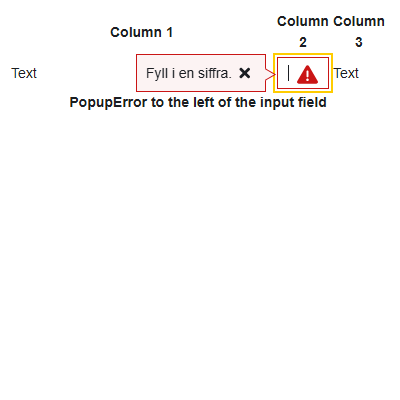 Column 1
Column 2
Column 3
Text
Fyll i en siffra.
Text
PopupError to the left of the input field